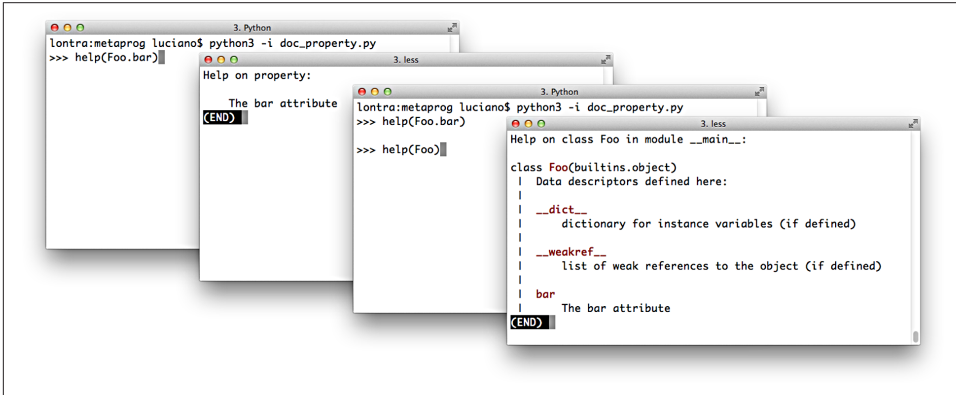 3. Python
lontra:metaprog luciano$ python3 -i doc_property.py
>>> help(Foo.bar)
3. less
Help on property:
The bar attribute
(END)
3. Python
lontra:metaprog luciano$ python3 -i doc_property.py
>>> help(Foo.bar)
>>> help(Foo)
3. less
Help on class Foo in module __main__:
class Foo(builtins.object)
| Data descriptors defined here:
|
| __dict__
| dictionary for instance variables (if defined)
|
| __weakref__
| list of weak references to the object (if defined)
|
| bar
| The bar attribute
(END)